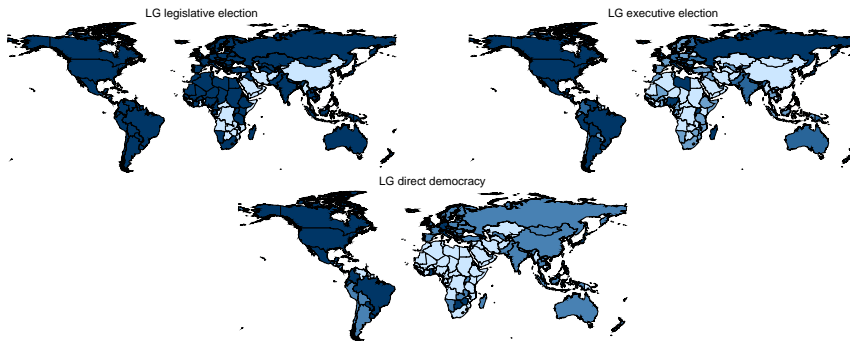 LG legislative election
LG executive election
LG direct democracy